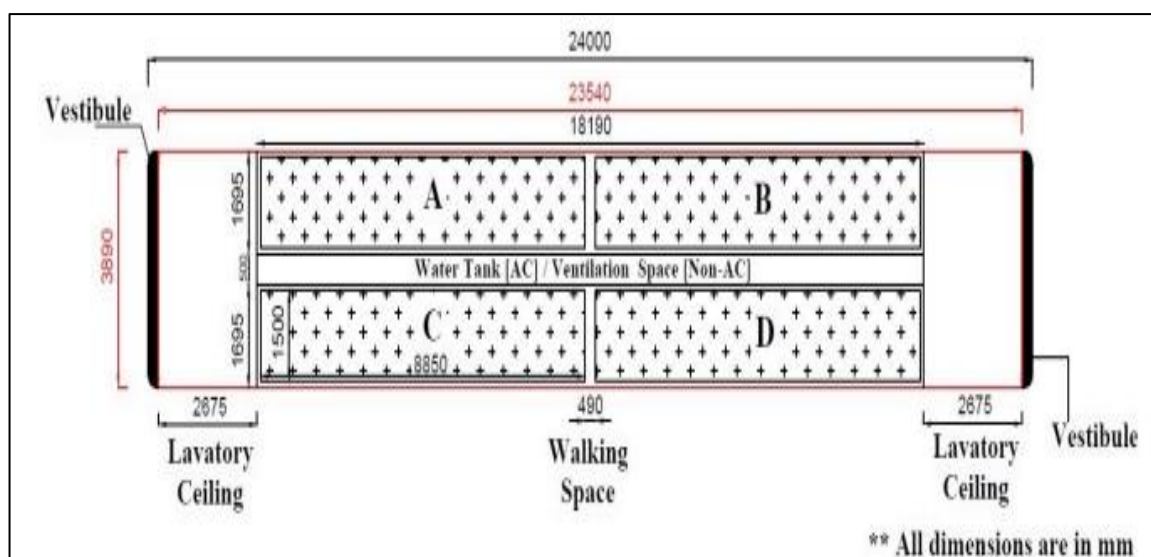 24000
Vestibule
23540
18190
3890
1695
A
B
500
Water Tank [AC] / Ventilation Space [Non-AC]
1695
1500
C
D
8850
2675
490
2675
Lavatory
Ceiling
Walking
Space
Lavatory
Ceiling
Vestibule
** All dimensions are in mm